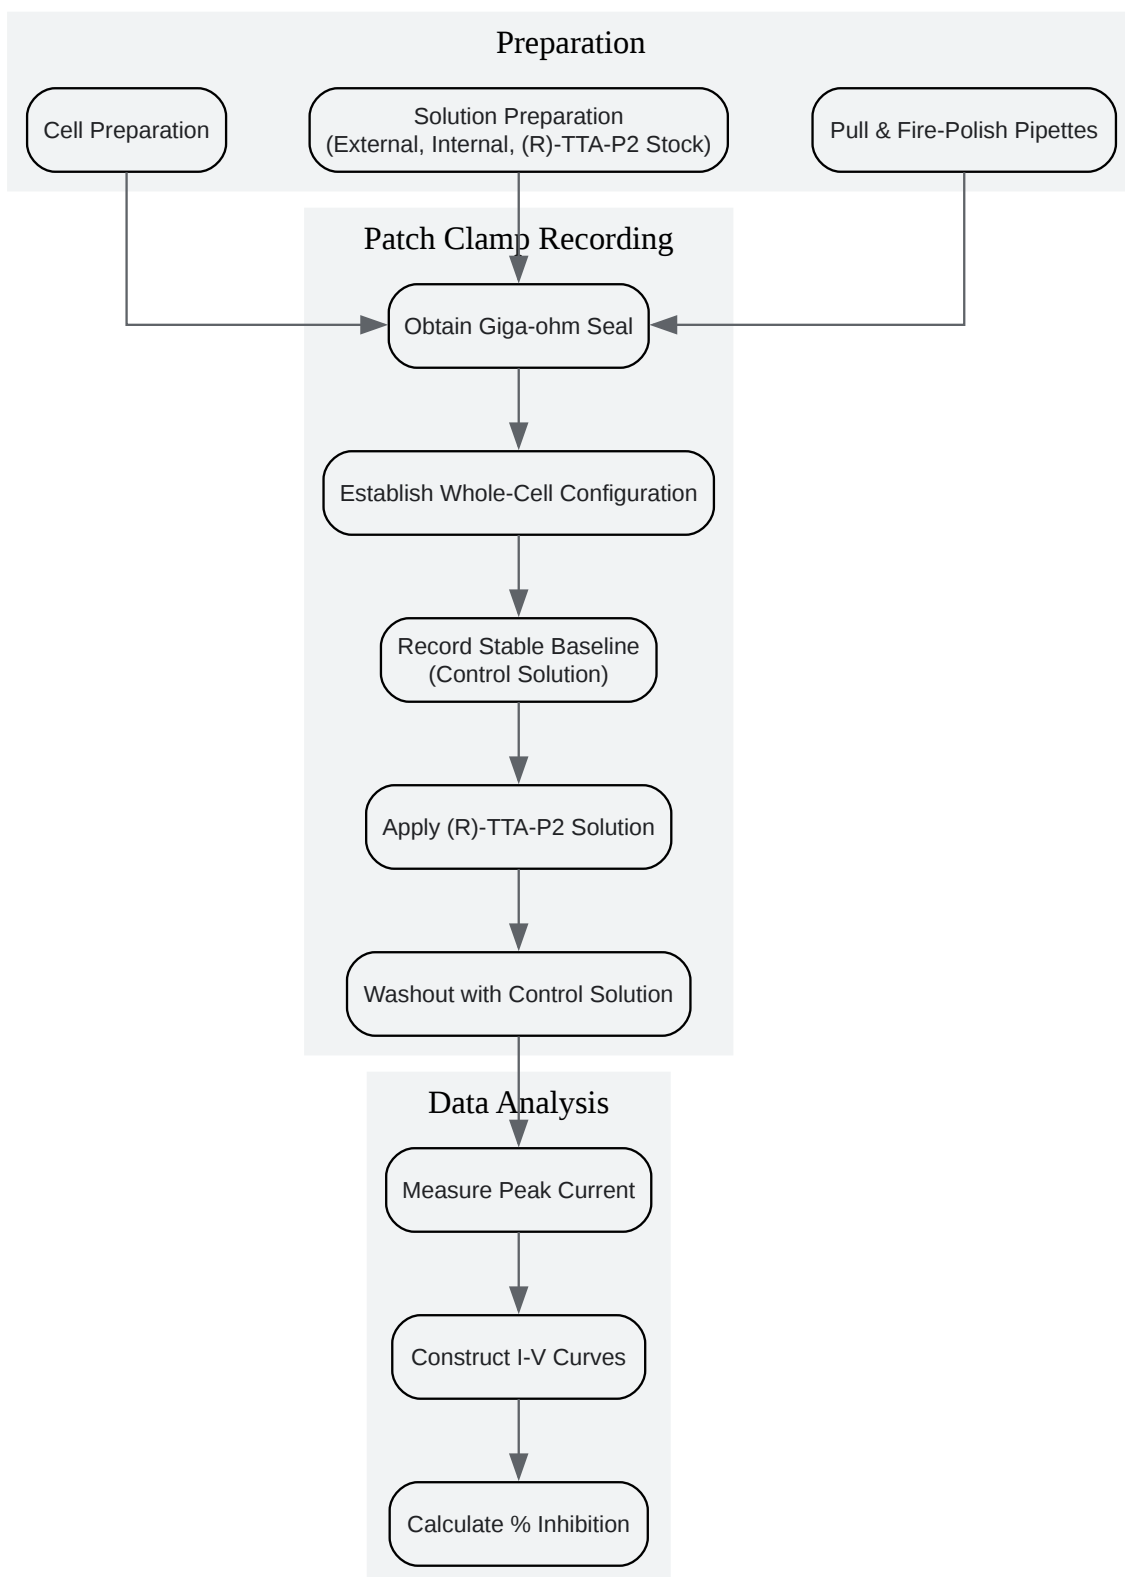 Preparation
Cell Preparation
Solution Preparation
(External, Internal, (R)-TTA-P2 Stock)
Pull & Fire-Polish Pipettes
Patch Clamp Recording
Obtain Giga-ohm Seal
Establish Whole-Cell Configuration
Record Stable Baseline
(Control Solution)
Apply (R)-TTA-P2 Solution
Washout with Control Solution
Data Analysis
Measure Peak Current
Construct I-V Curves
Calculate % Inhibition